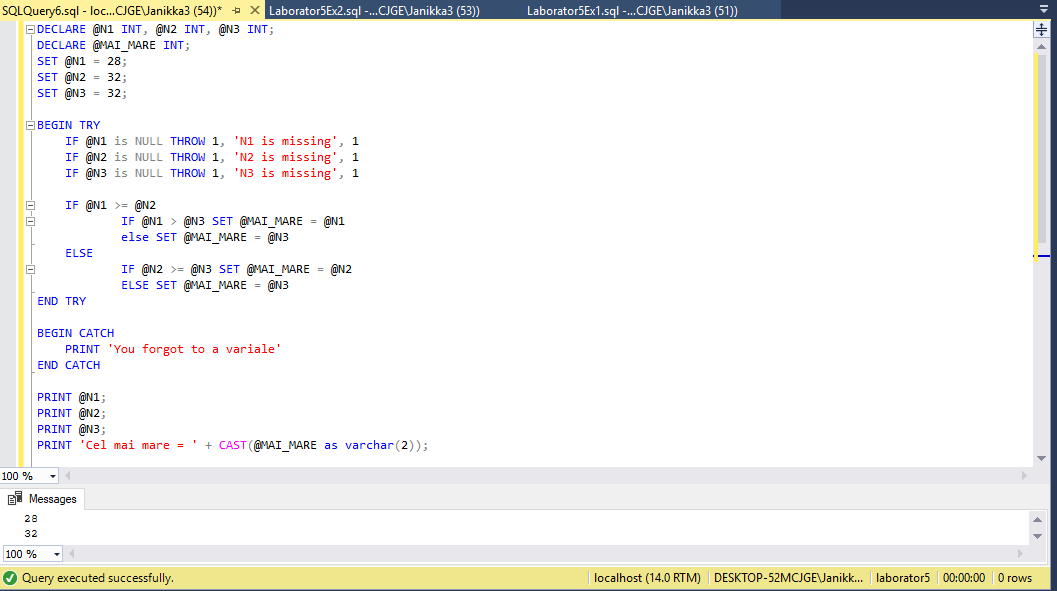 SQLQuery6.sql - loc...CJGE\Janikka3 (54))* Laborator5Ex2.sql -...CJGE\Janikka3 (53)) Laborator5Ex1.sql -...CJGE\Janikka3 (51))
DECLARE @N1 INT, @N2 INT, @N3 INT;
DECLARE @MAI_MARE INT;
SET @N1 = 28;
SET @N2 = 32;
SET @N3 = 32;
BEGIN TRY
IF @N1 is NULL THROW 1, 'N1 is missing', 1
IF @N2 is NULL THROW 1, 'N2 is missing', 1
IF @N3 is NULL THROW 1, 'N3 is missing', 1
IF @N1 >= @N2
IF @N1 > @N3 SET @MAI_MARE = @N1
else SET @MAI_MARE = @N3
ELSE
IF @N2 >= @N3 SET @MAI_MARE = @N2
ELSE SET @MAI_MARE = @N3
END TRY
BEGIN CATCH
PRINT 'You forgot to a variale'
END CATCH
PRINT @N1;
PRINT @N2;
PRINT @N3;
PRINT 'Cel mai mare = ' + CAST(@MAI_MARE as varchar(2));
100 %
Messages
28
32
100 %
Query executed successfully. localhost (14.0 RTM) DESKTOP-52MCJGE\Janikk... laborator5 00:00:00 0 rows